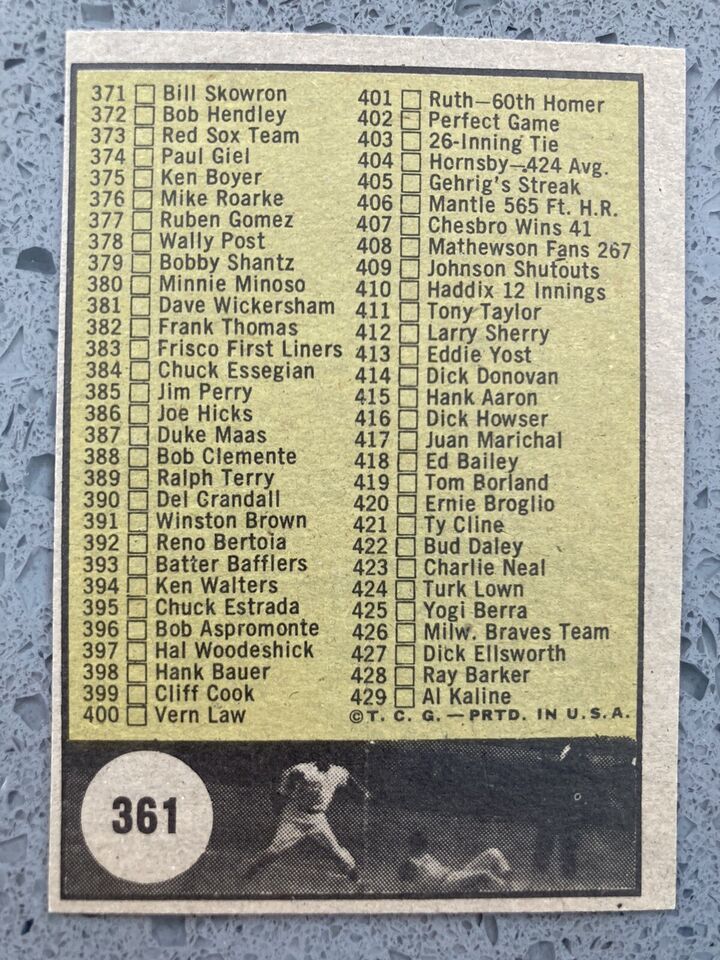 371 Bill Skowron
372 Bob Hendley
373 Red Sox Team
374 Paul Giel
375 Ken Boyer
376 Mike Roarke
377 Ruben Gomez
378 Wally Post
379 Bobby Shantz
380 Minnie Minoso
381 Dave Wickersham
382 Frank Thomas
383 Frisco First Liners
384 Chuck Essegian
385 Jim Perry
386 Joe Hicks
387 Duke Maas
388 Bob Clemente
389 Ralph Terry
390 Del Crandall
391 Winston Brown
392 Reno Bertoia
393 Batter Bafflers
394 Ken Walters
395 Chuck Estrada
396 Bob Aspromonte
397 Hal Woodeshick
398 Hank Bauer
399 Cliff Cook
400 Vern Law
401 Ruth—60th Homer
402 Perfect Game
403 26-Inning Tie
404 Hornsby—.424 Avg.
405 Gehrig's Streak
406 Mantle 565 Ft. H.R.
407 Chesbro Wins 41
408 Mathewson Fans 267
409 Johnson Shutouts
410 Haddix 12 Innings
411 Tony Taylor
412 Larry Sherry
413 Eddie Yost
414 Dick Donovan
415 Hank Aaron
416 Dick Howser
417 Juan Marichal
418 Ed Bailey
419 Tom Borland
420 Ernie Broglio
421 Ty Cline
422 Bud Daley
423 Charlie Neal
424 Turk Lown
425 Yogi Berra
426 Milw. Braves Team
427 Dick Ellsworth
428 Ray Barker
429 Al Kaline
©T. C. G.—PRTD. IN U.S.A.
361